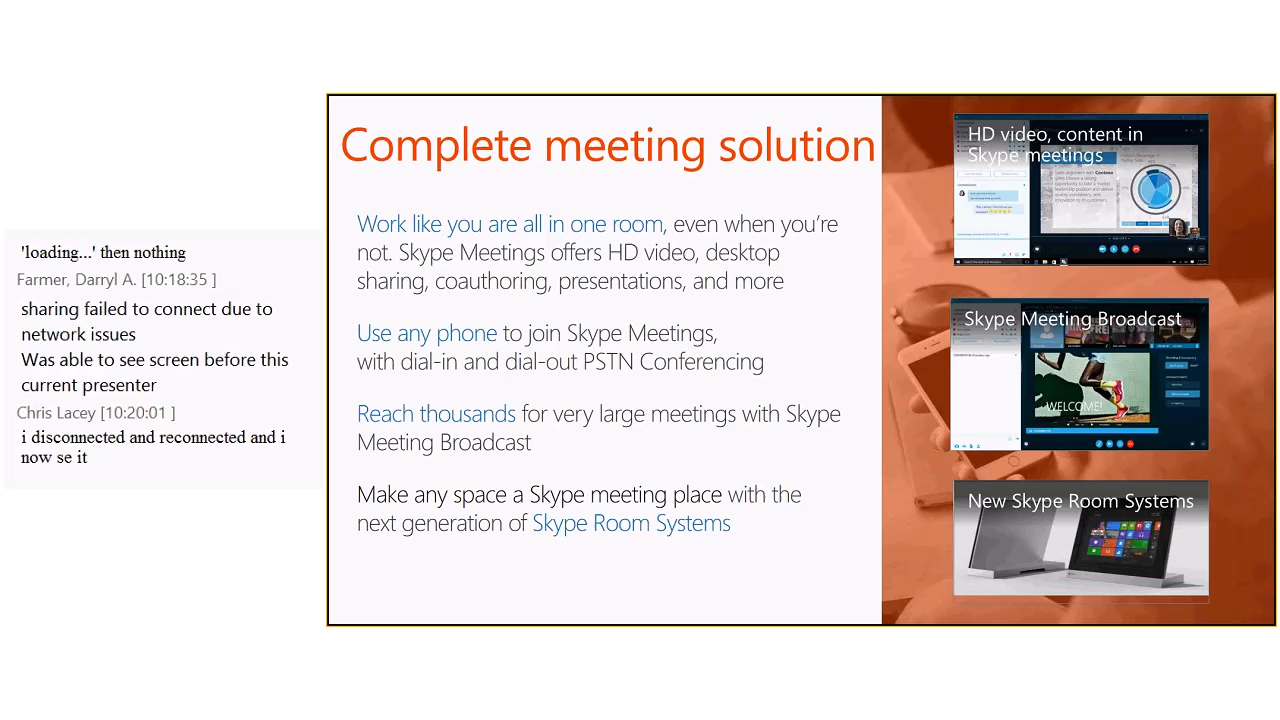 'loading...' then nothing
Farmer, Darryl A. [10:18:35 ]
sharing failed to connect due to
network issues
Was able to see screen before this
current presenter
Chris Lacey [10:20:01 ]
i disconnected and reconnected and i
now se it
Complete meeting solution
Work like you are all in one room, even when you're
not. Skype Meetings offers HD video, desktop
sharing, coauthoring, presentations, and more
Use any phone to join Skype Meetings,
with dial-in and dial-out PSTN Conferencing
Reach thousands for very large meetings with Skype
Meeting Broadcast
Make any space a Skype meeting place with the
next generation of Skype Room Systems
HD video, content in
Skype meetings
Skype Meeting Broadcast
WELCOME!
New Skype Room Systems